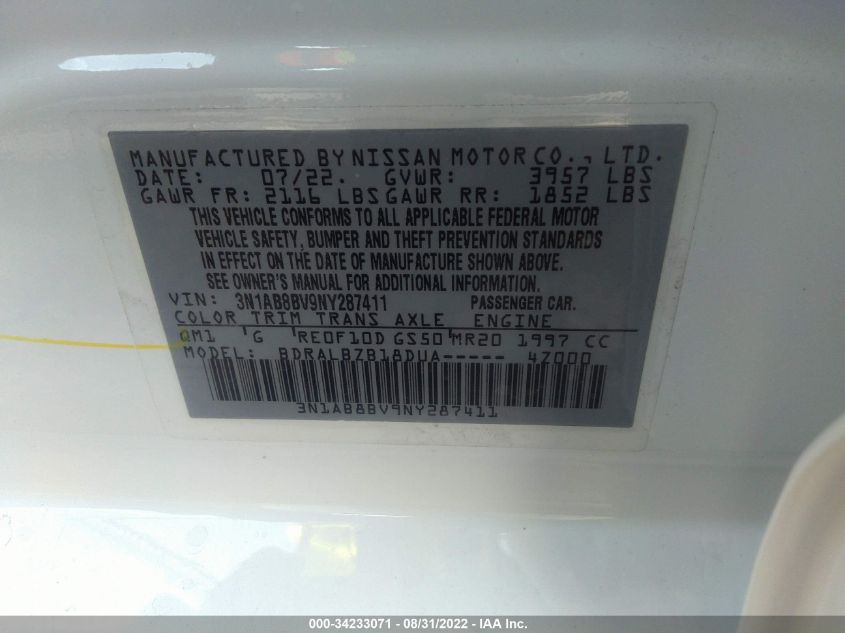 MANUFACTURED BY NISSAN MOTOR CO., LTD.
DATE: 07/22. GVWR: 3957 LBS
GAWR FR: 2116 LBS GAWR RR: 1852 LBS
THIS VEHICLE CONFORMS TO ALL APPLICABLE FEDERAL MOTOR
VEHICLE SAFETY, BUMPER AND THEFT PREVENTION STANDARDS
IN EFFECT ON THE DATE OF MANUFACTURE SHOWN ABOVE.
SEE OWNER'S MANUAL FOR ADDITIONAL INFORMATION.
VIN: 3N1AB8BV9NY287411 PASSENGER CAR.
COLOR TRIM TRANS AXLE ENGINE
QM1 G RE0F10D GS50 MR20 1997 CC
MODEL: BDRALBZB18DUA----- 4Z000
3N1AB8BV9NY287411
000-34233071 - 08/31/2022 - IAA Inc.